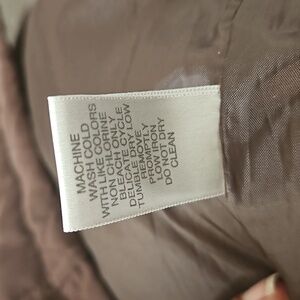 MACHINE
WASH COLD
WITH LIKE COLORS
NON CHLORINE
BLEACH ONLY
DELICATE CYCLE
TUMBLE DRY LOW
REMOVE
PROMPTLY
LOW IRON
DO NOT DRY
CLEAN